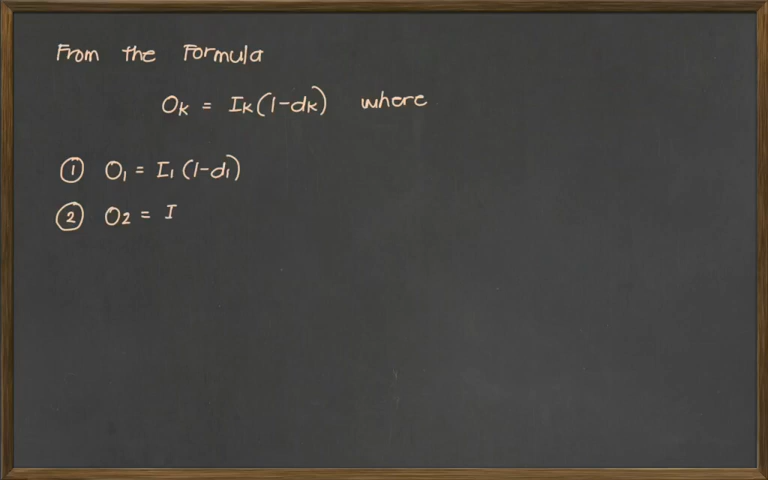 From the Formula
Ok = Ik(1-dk) where
① O1 = I1 (1-d1)
② O2 = I